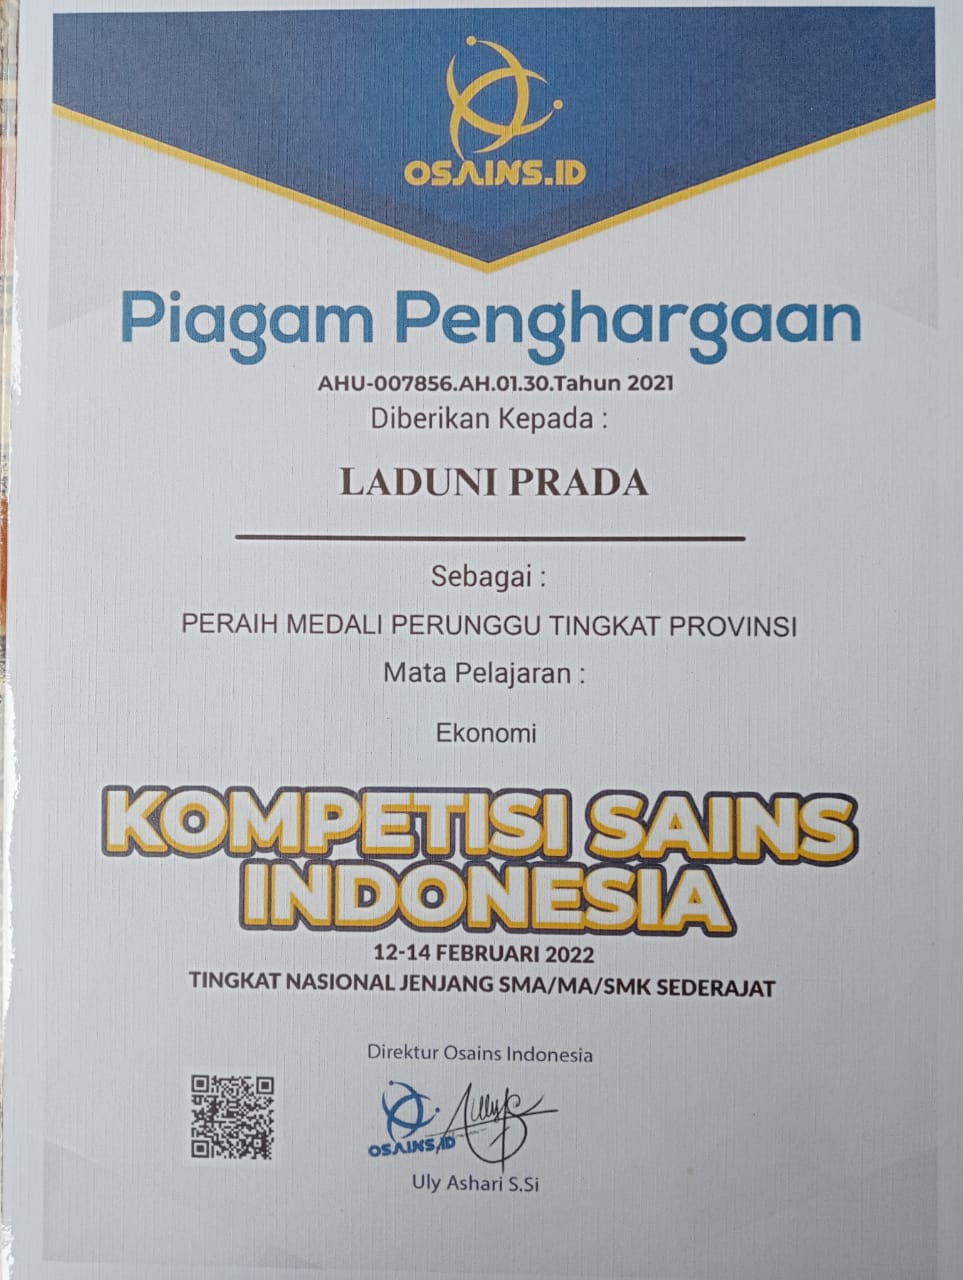 OSAINS.ID
Piagam Penghargaan
AHU-007856.AH.01.30.Tahun 2021
Diberikan Kepada :
LADUNI PRADA
Sebagai :
PERAIH MEDALI PERUNGGU TINGKAT PROVINSI
Mata Pelajaran :
Ekonomi
KOMPETISI SAINS
INDONESIA
12-14 FEBRUARI 2022
TINGKAT NASIONAL JENJANG SMA/MA/SMK SEDERAJAT
Direktur Osains Indonesia
OSAINS.ID
Uly Ashari S.Si